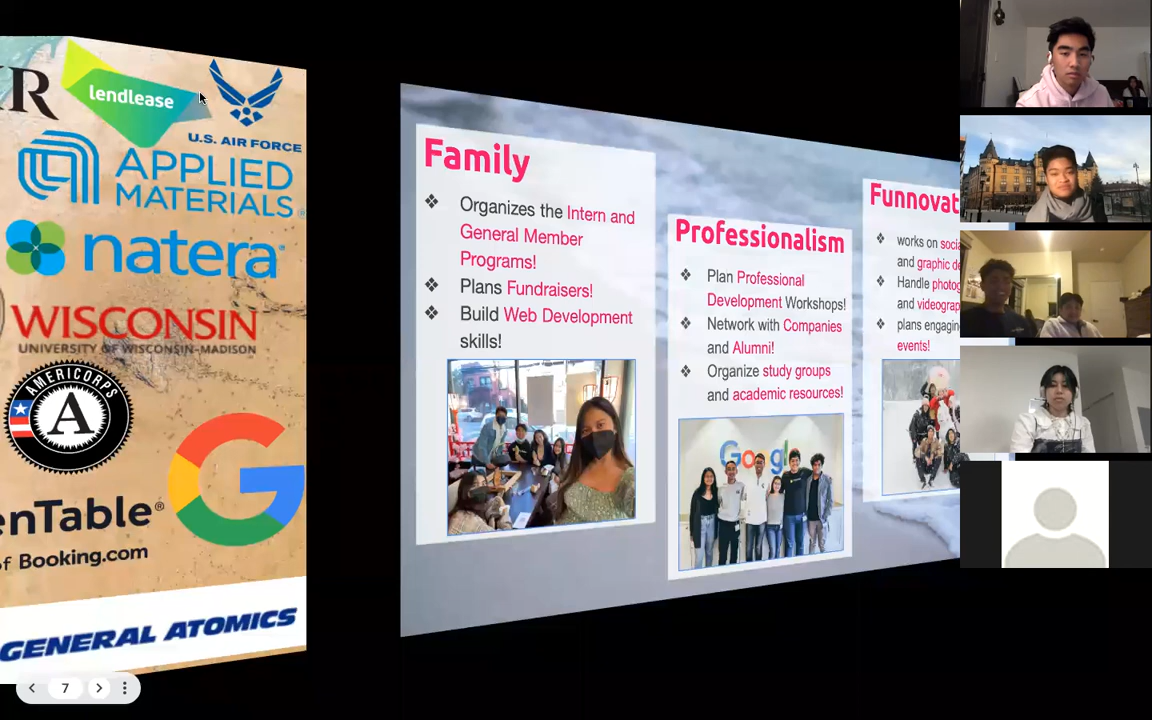 R
lendlease
U.S. AIR FORCE
APPLIED
MATERIALS®
natera®
WISCONSIN
UNIVERSITY OF WISCONSIN-MADISON
AMERICORPS
A
G
enTable®
of Booking.com
GENERAL ATOMICS
7
Family
❖ Organizes the Intern and
General Member
Programs!
❖ Plans Fundraisers!
❖ Build Web Development
skills!
Professionalism
❖ Plan Professional
Development Workshops!
❖ Network with Companies
and Alumni!
❖ Organize study groups
and academic resources!
Googl
Funnovat
❖ works on socia
and graphic de
❖ Handle photog
and videograp
❖ plans engagin
events!